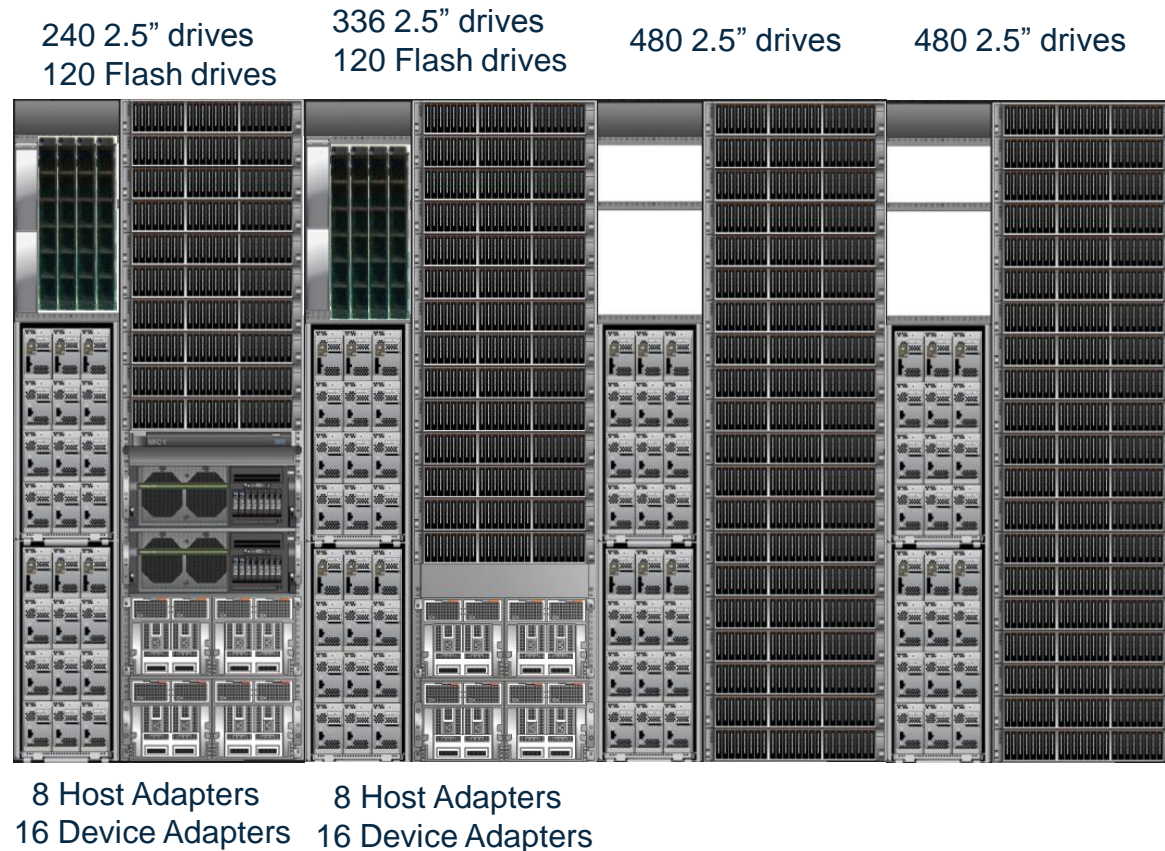 240 2.5” drives
120 Flash drives
336 2.5” drives
120 Flash drives
480 2.5” drives
480 2.5” drives
MC1
8 Host Adapters
16 Device Adapters
8 Host Adapters
16 Device Adapters